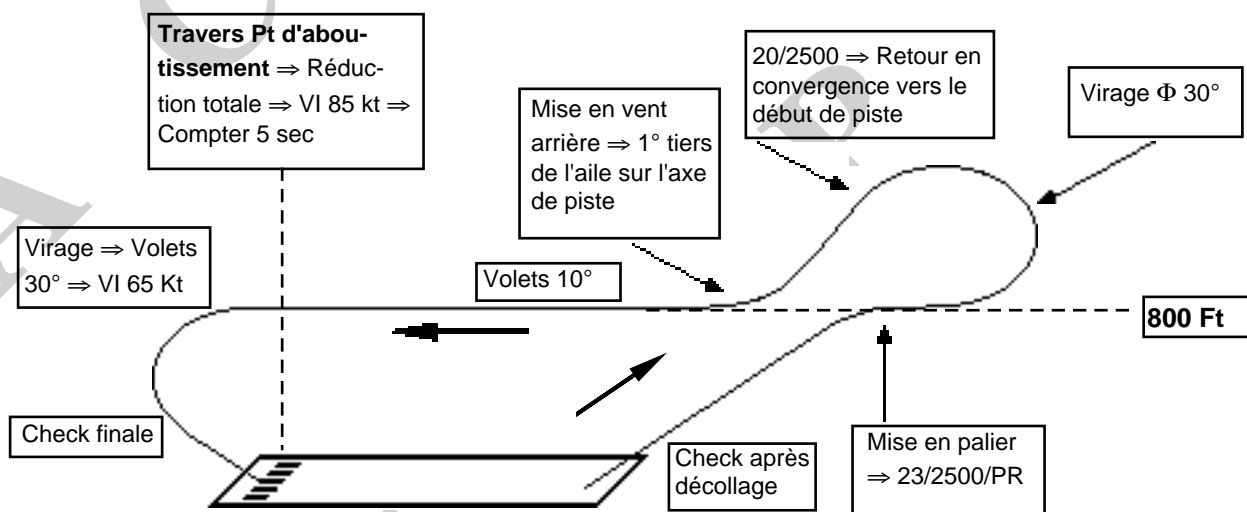 Travers Pt d'abou-
tissement ⇒ Réduc-
tion totale ⇒ VI 85 kt ⇒
Compter 5 sec
20/2500 ⇒ Retour en
convergence vers le
début de piste
Virage Φ 30°
Mise en vent
arrière ⇒ 1° tiers
de l'aile sur l'axe
de piste
Virage ⇒ Volets
30° ⇒ VI 65 Kt
Volets 10°
800 Ft
Check finale
Check après
décollage
Mise en palier
⇒ 23/2500/PR